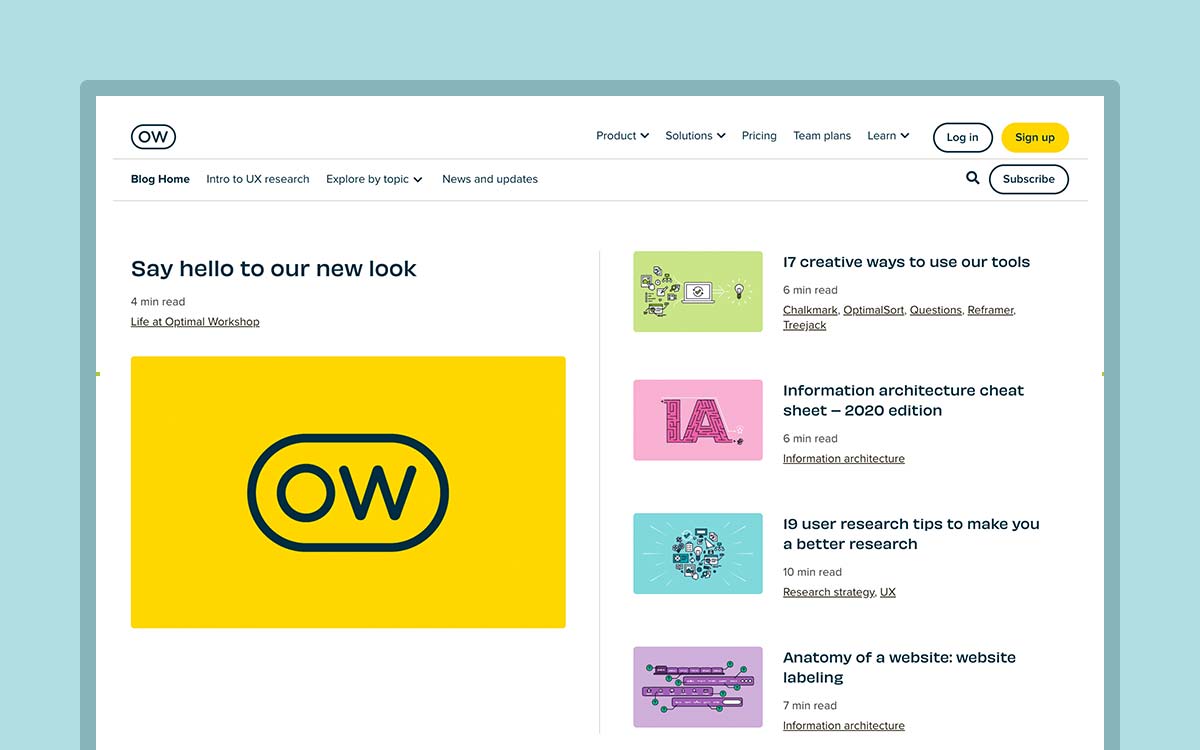 OW
Product Solutions Pricing Team plans Learn Log in Sign up
Blog Home Intro to UX research Explore by topic News and updates Subscribe
Say hello to our new look
4 min read
Life at Optimal Workshop
OW
17 creative ways to use our tools
6 min read
Chalkmark, OptimalSort, Questions, Reframer,
Treejack
IA
Information architecture cheat
sheet – 2020 edition
6 min read
Information architecture
19 user research tips to make you
a better research
10 min read
Research strategy, UX
Anatomy of a website: website
labeling
7 min read
Information architecture